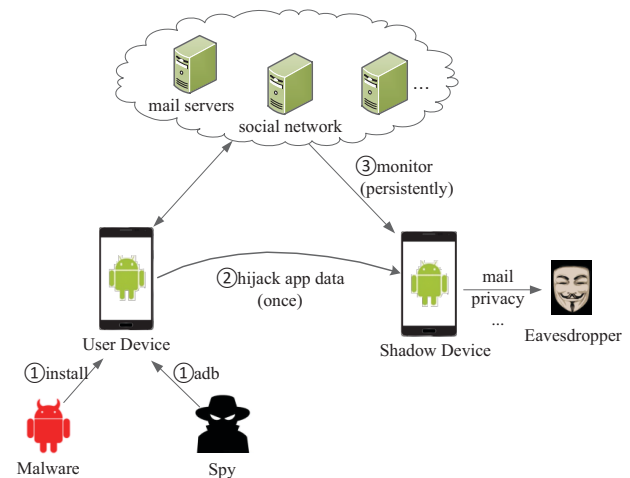 mail servers
social network
...
③monitor
(persistently)
②hijack app data
(once)
mail
privacy
...
User Device
Shadow Device
Eavesdropper
①install
①adb
Malware
Spy